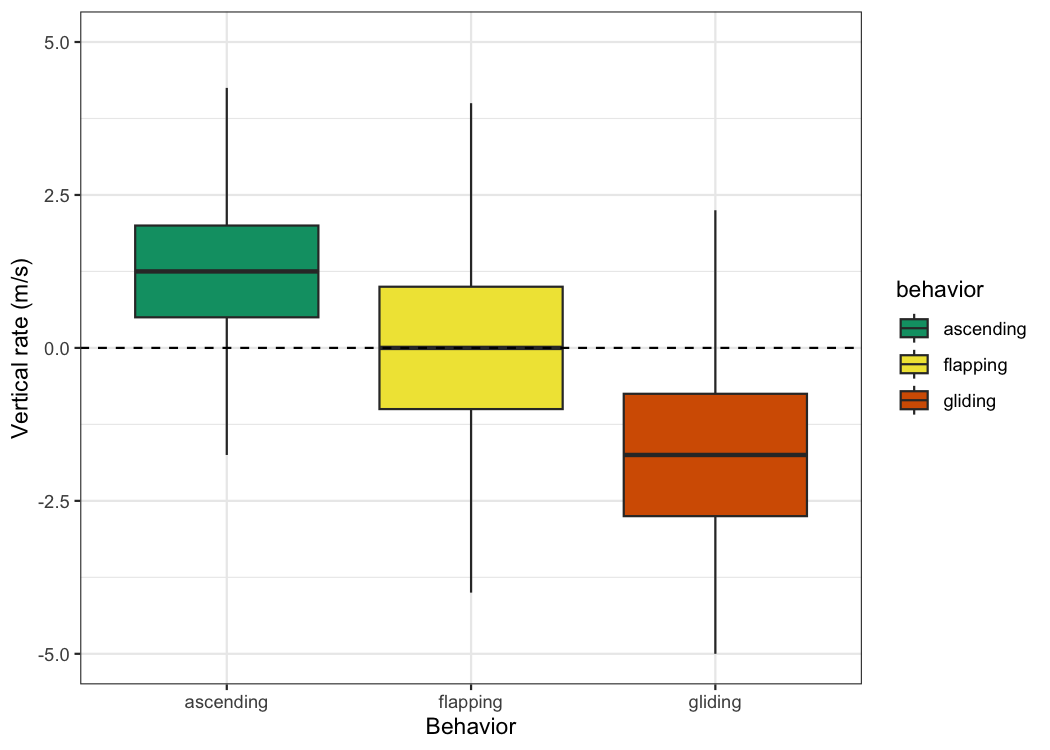 5.0
2.5
0.0
-2.5
-5.0
Vertical rate (m/s)
ascending
flapping
gliding
Behavior
behavior
ascending
flapping
gliding